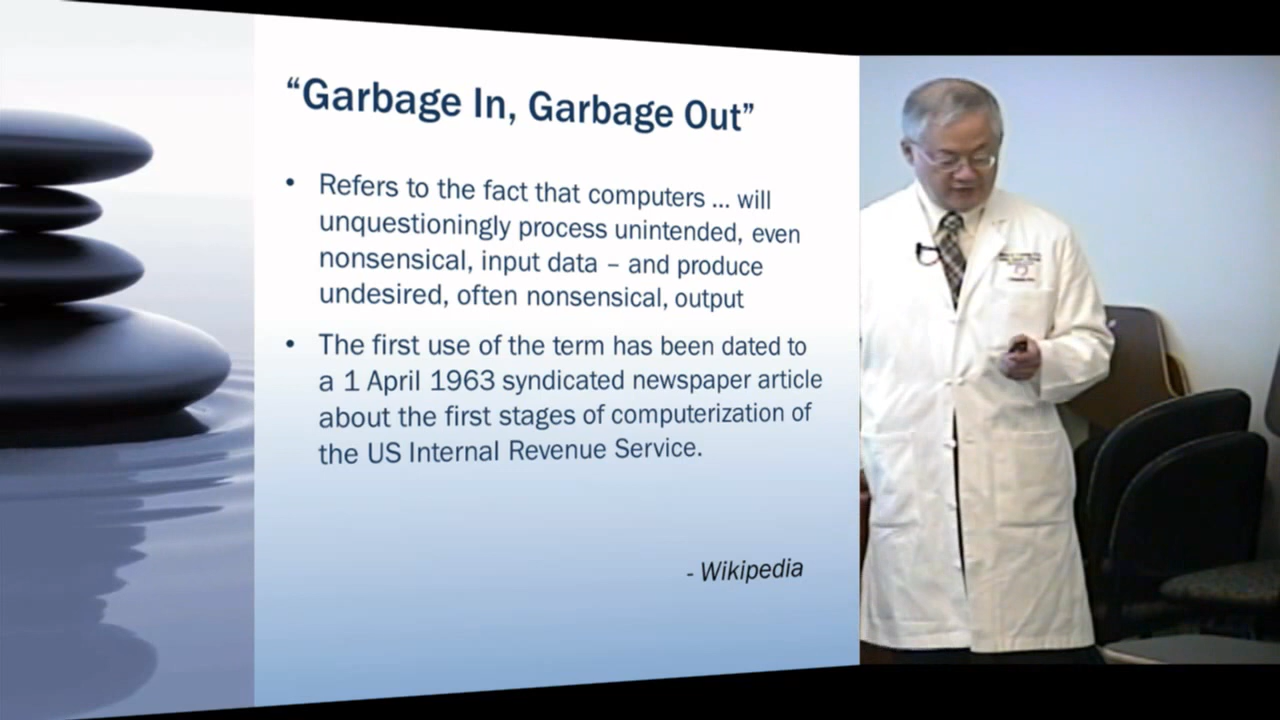 “Garbage In, Garbage Out”
• Refers to the fact that computers ... will
unquestioningly process unintended, even
nonsensical, input data – and produce
undesired, often nonsensical, output
• The first use of the term has been dated to
a 1 April 1963 syndicated newspaper article
about the first stages of computerization of
the US Internal Revenue Service.
- Wikipedia